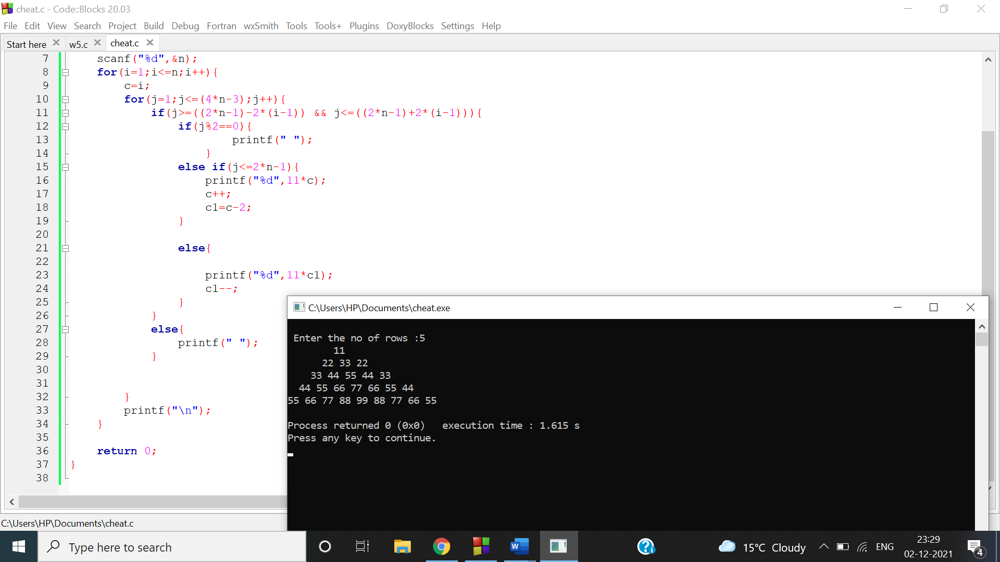 cheat.c - Code::Blocks 20.03
File Edit View Search Project Build Debug Fortran wxSmith Tools Tools+ Plugins DoxyBlocks Settings Help
Start here w5.c cheat.c
7 scanf("%d",&n);
8 for(i=1;i<=n;i++){
9 c=i;
10 for(j=1;j<=(4*n-3);j++){
11 if(j>=((2*n-1)-2*(i-1)) && j<=((2*n-1)+2*(i-1))){
12 if(j%2==0){
13 printf(" ");
14 }
15 else if(j<=2*n-1){
16 printf("%d",11*c);
17 c++;
18 c1=c-2;
19 }
20
21 else{
22
23 printf("%d",11*c1);
24 c1--;
25 }
26 }
27 else{
28 printf(" ");
29 }
30
31
32 }
33 printf("\n");
34 }
35
36 return 0;
37 }
38
C:\Users\HP\Documents\cheat.exe
Enter the no of rows :5
11
22 33 22
33 44 55 44 33
44 55 66 77 66 55 44
55 66 77 88 99 88 77 66 55
Process returned 0 (0x0) execution time : 1.615 s
Press any key to continue.
C:\Users\HP\Documents\cheat.c
Type here to search
W
?
i
15°C Cloudy
ENG
23:29
02-12-2021
4